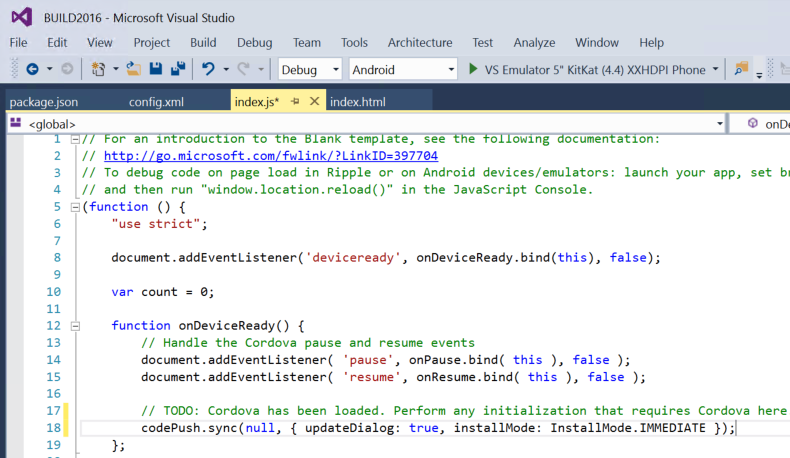 BUILD2016 - Microsoft Visual Studio
File Edit View Project Build Debug Team Tools Architecture Test Analyze Window Help
Debug Android VS Emulator 5" KitKat (4.4) XXHDPI Phone
package.json config.xml index.js* index.html
<global> onD
1 // For an introduction to the Blank template, see the following documentation:
2 // http://go.microsoft.com/fwlink/?LinkID=397704
3 // To debug code on page load in Ripple or on Android devices/emulators: launch your app, set b
4 // and then run "window.location.reload()" in the JavaScript Console.
5 (function () {
6 "use strict";
7
8 document.addEventListener('deviceready', onDeviceReady.bind(this), false);
9
10 var count = 0;
11
12 function onDeviceReady() {
13 // Handle the Cordova pause and resume events
14 document.addEventListener( 'pause', onPause.bind( this ), false );
15 document.addEventListener( 'resume', onResume.bind( this ), false );
16
17 // TODO: Cordova has been loaded. Perform any initialization that requires Cordova here
18 codePush.sync(null, { updateDialog: true, installMode: InstallMode.IMMEDIATE });
19 };